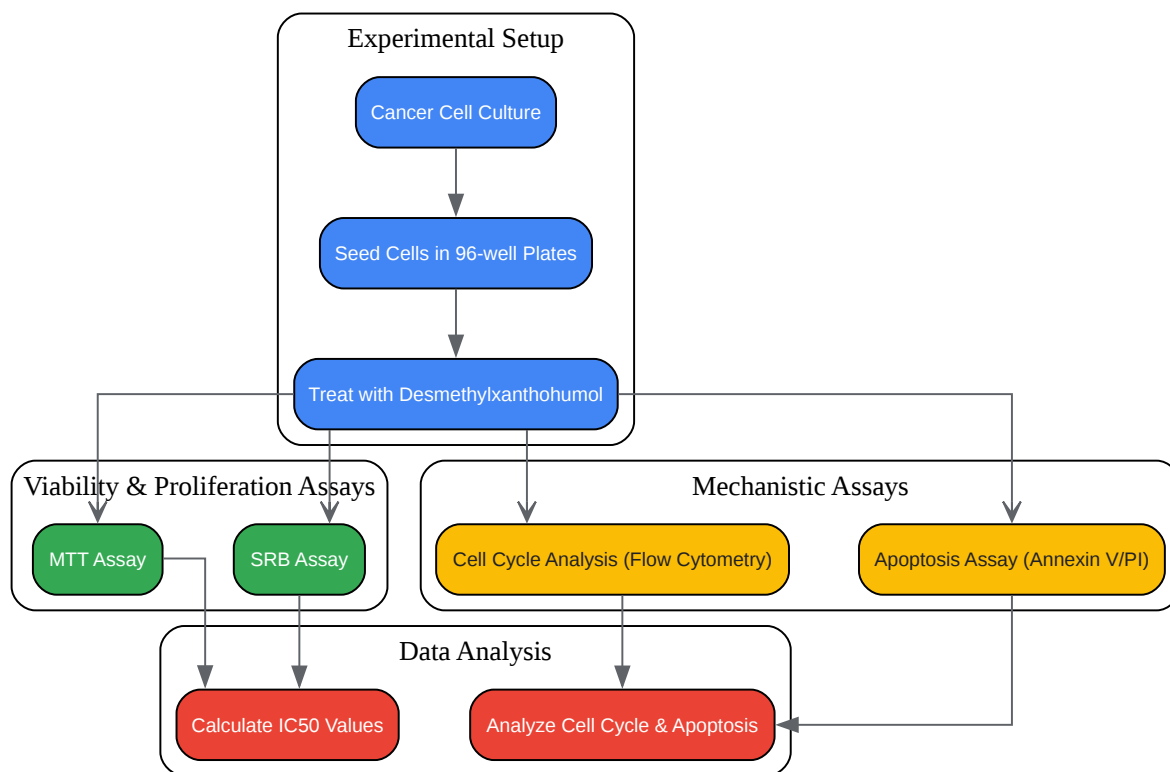 Experimental Setup
Cancer Cell Culture
Seed Cells in 96-well Plates
Treat with Desmethylxanthohumol
Viability & Proliferation Assays
Mechanistic Assays
MTT Assay
SRB Assay
Cell Cycle Analysis (Flow Cytometry)
Apoptosis Assay (Annexin V/PI)
Data Analysis
Calculate IC50 Values
Analyze Cell Cycle & Apoptosis